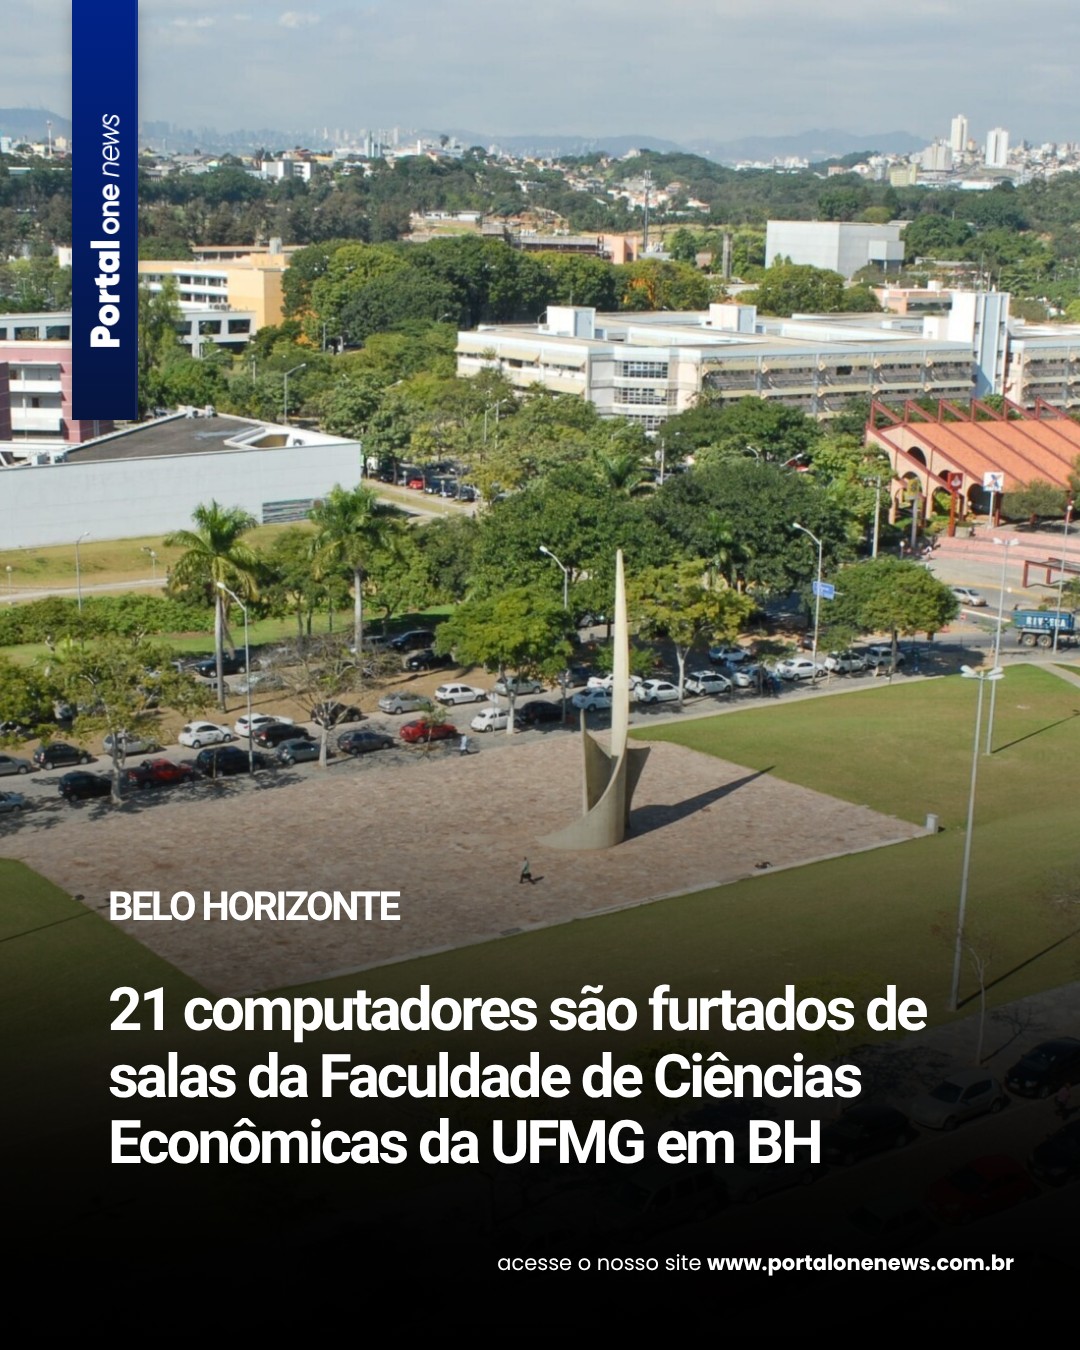 Portal one news
BELO HORIZONTE
21 computadores são furtados de
salas da Faculdade de Ciências
Econômicas da UFMG em BH
acesse o nosso site www.portalonenews.com.br